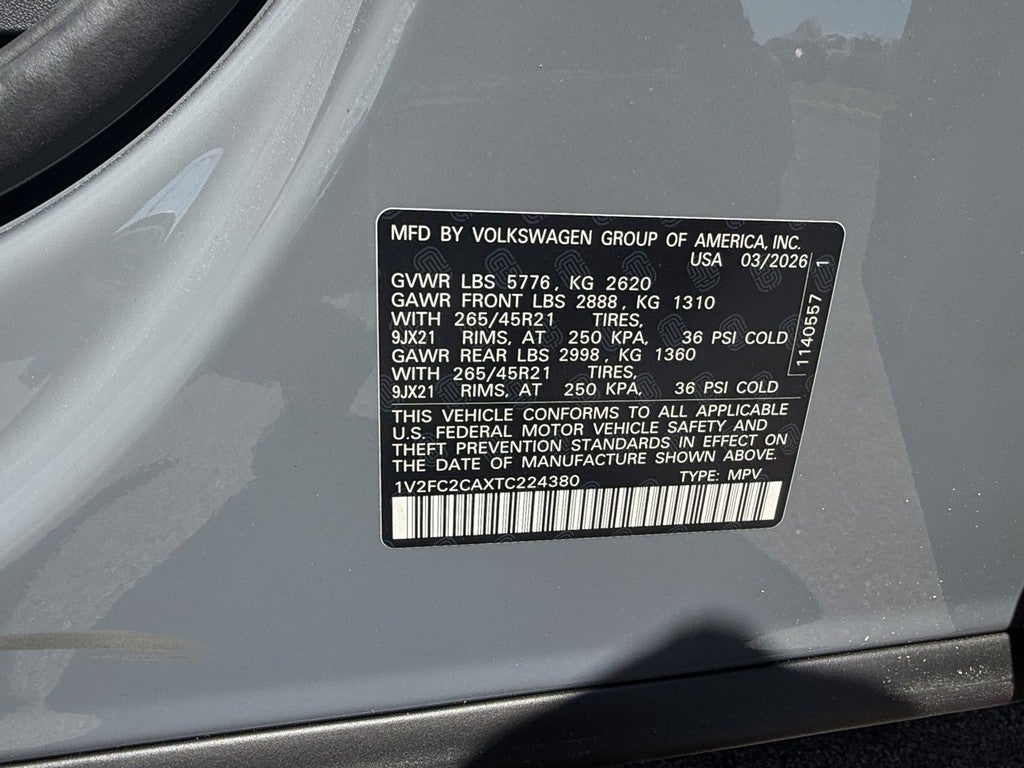 MFD BY VOLKSWAGEN GROUP OF AMERICA, INC.
USA 03/2026
GVWR LBS 5776, KG 2620
GAWR FRONT LBS 2888, KG 1310
WITH 265/45R21 TIRES,
9JX21 RIMS, AT 250 KPA, 36 PSI COLD
GAWR REAR LBS 2998, KG 1360
WITH 265/45R21 TIRES,
9JX21 RIMS, AT 250 KPA, 36 PSI COLD
1140557 1
THIS VEHICLE CONFORMS TO ALL APPLICABLE
U.S. FEDERAL MOTOR VEHICLE SAFETY AND
THEFT PREVENTION STANDARDS IN EFFECT ON
THE DATE OF MANUFACTURE SHOWN ABOVE.
1V2FC2CAXTC224380 TYPE: MPV